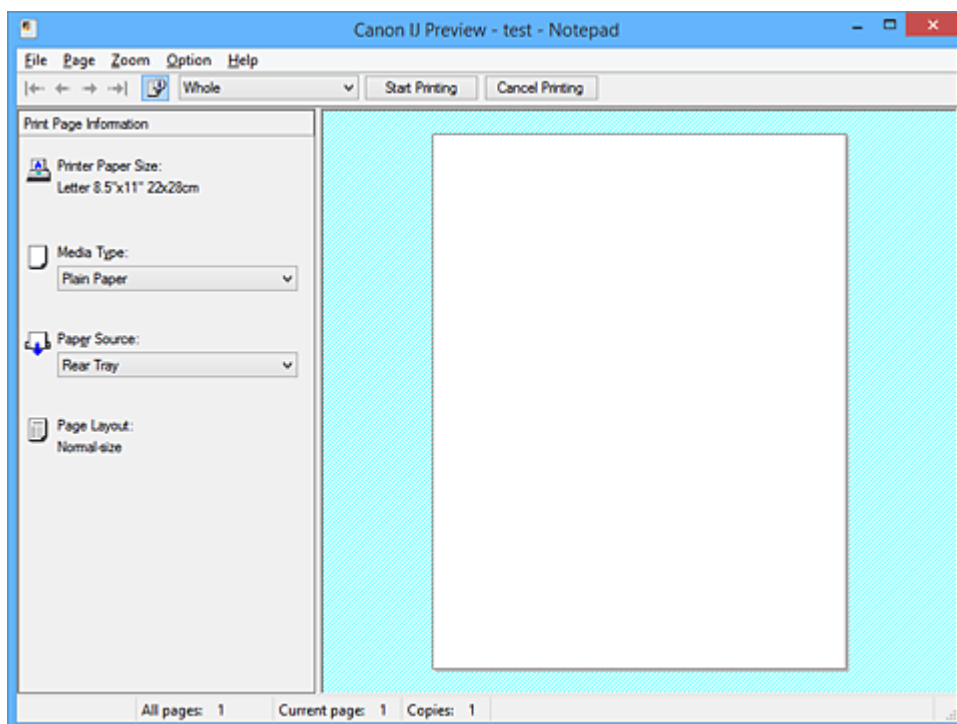 Canon IJ Preview - test - Notepad
File Page Zoom Option Help
Whole Start Printing Cancel Printing
Print Page Information
Printer Paper Size:
Letter 8.5"x11" 22x28cm
Media Type:
Plain Paper
Paper Source:
Rear Tray
Page Layout:
Normal-size
All pages: 1 Current page: 1 Copies: 1